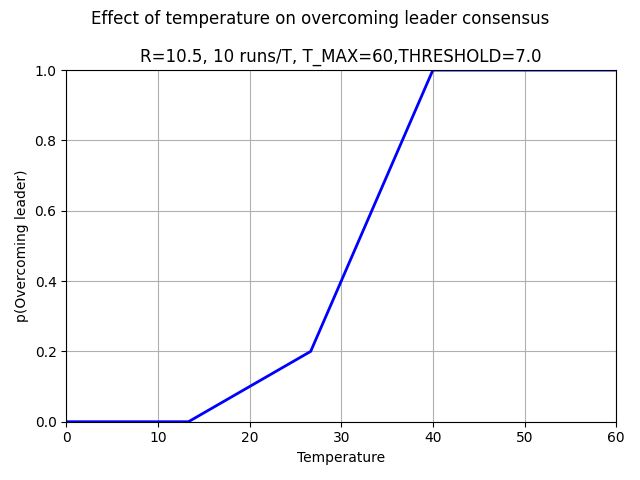 Effect of temperature on overcoming leader consensus
R=10.5, 10 runs/T, T_MAX=60,THRESHOLD=7.0
1.0
0.8
0.6
0.4
0.2
0.0
p(Overcoming leader)
0 10 20 30 40 50 60
Temperature